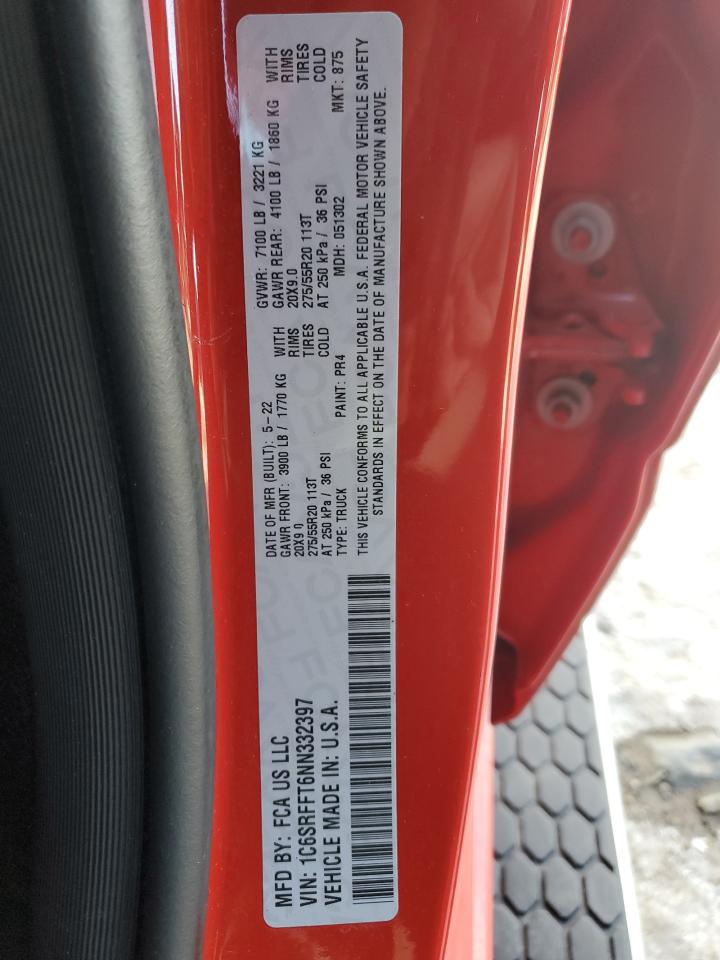 MFD BY: FCA US LLC
VIN: 1C6SRFFT6NN332397
VEHICLE MADE IN: U.S.A.
DATE OF MFR (BUILT): 5-22
GAWR FRONT: 3900 LB / 1770 KG WITH
20X9.0 RIMS
275/55R20 113T TIRES
AT 250 kPa / 36 PSI COLD
TYPE: TRUCK PAINT: PR4
GVWR: 7100 LB / 3221 KG
GAWR REAR: 4100 LB / 1860 KG WITH
20X9.0 RIMS
275/55R20 113T TIRES
AT 250 kPa / 36 PSI COLD
MDH: 051302 MKT: 875
THIS VEHICLE CONFORMS TO ALL APPLICABLE U.S.A. FEDERAL MOTOR VEHICLE SAFETY
STANDARDS IN EFFECT ON THE DATE OF MANUFACTURE SHOWN ABOVE.